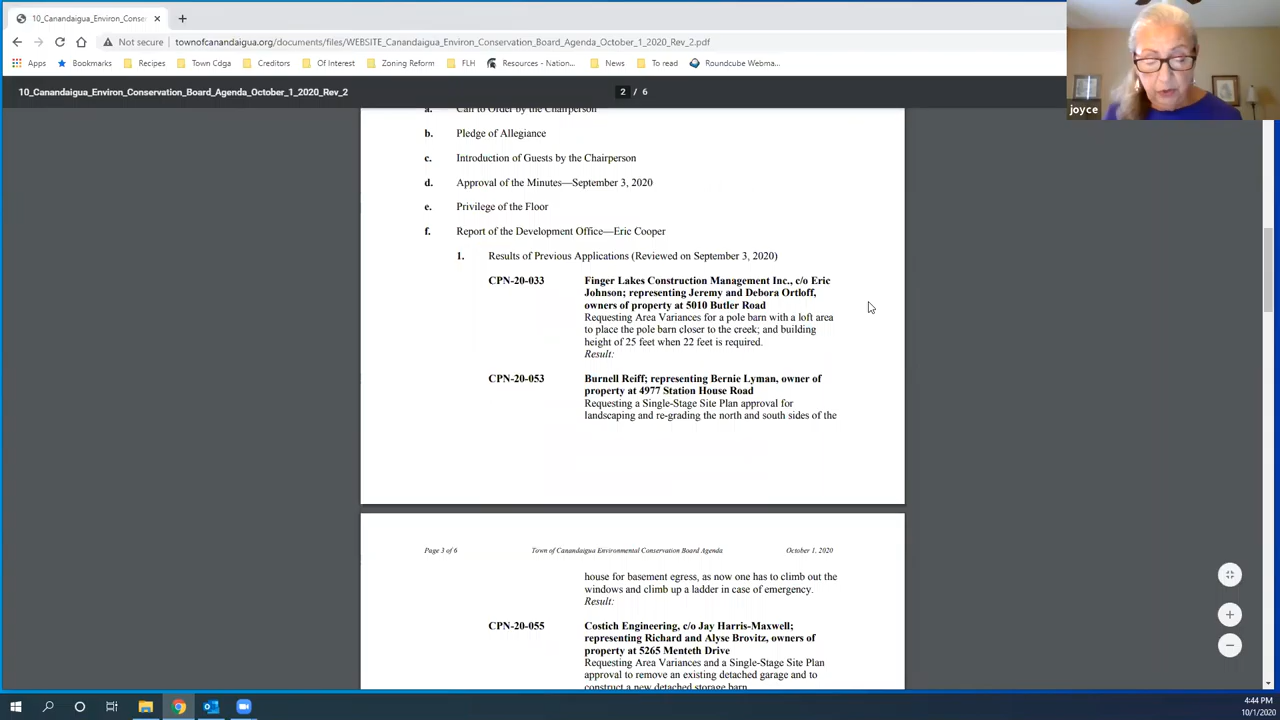 10_Canandaigua_Environ_Conse
Not secure townofcanandaigua.org/documents/files/WEBSITE_Canandaigua_Environ_Conservation_Board_Agenda_October_1_2020_Rev_2.pdf
Apps Bookmarks Recipes Town Cdga Creditors Of Interest Zoning Reform FLH Resources - Nation... News To read Roundcube Webma...
10_Canandaigua_Environ_Conservation_Board_Agenda_October_1_2020_Rev_2 2 / 6
joyce
a. Call to Order by the Chairperson
b. Pledge of Allegiance
c. Introduction of Guests by the Chairperson
d. Approval of the Minutes—September 3, 2020
e. Privilege of the Floor
f. Report of the Development Office—Eric Cooper
1. Results of Previous Applications (Reviewed on September 3, 2020)
CPN-20-033 Finger Lakes Construction Management Inc., c/o Eric
Johnson; representing Jeremy and Debora Ortloff,
owners of property at 5010 Butler Road
Requesting Area Variances for a pole barn with a loft area
to place the pole barn closer to the creek; and building
height of 25 feet when 22 feet is required.
Result:
CPN-20-053 Burnell Reiff; representing Bernie Lyman, owner of
property at 4977 Station House Road
Requesting a Single-Stage Site Plan approval for
landscaping and re-grading the north and south sides of the
Page 3 of 6 Town of Canandaigua Environmental Conservation Board Agenda October 1, 2020
house for basement egress, as now one has to climb out the
windows and climb up a ladder in case of emergency.
Result:
CPN-20-055 Costich Engineering, c/o Jay Harris-Maxwell;
representing Richard and Alyse Brovitz, owners of
property at 5265 Menteth Drive
Requesting Area Variances and a Single-Stage Site Plan
approval to remove an existing detached garage and to
construct a new detached storage barn.
4:44 PM
10/1/2020